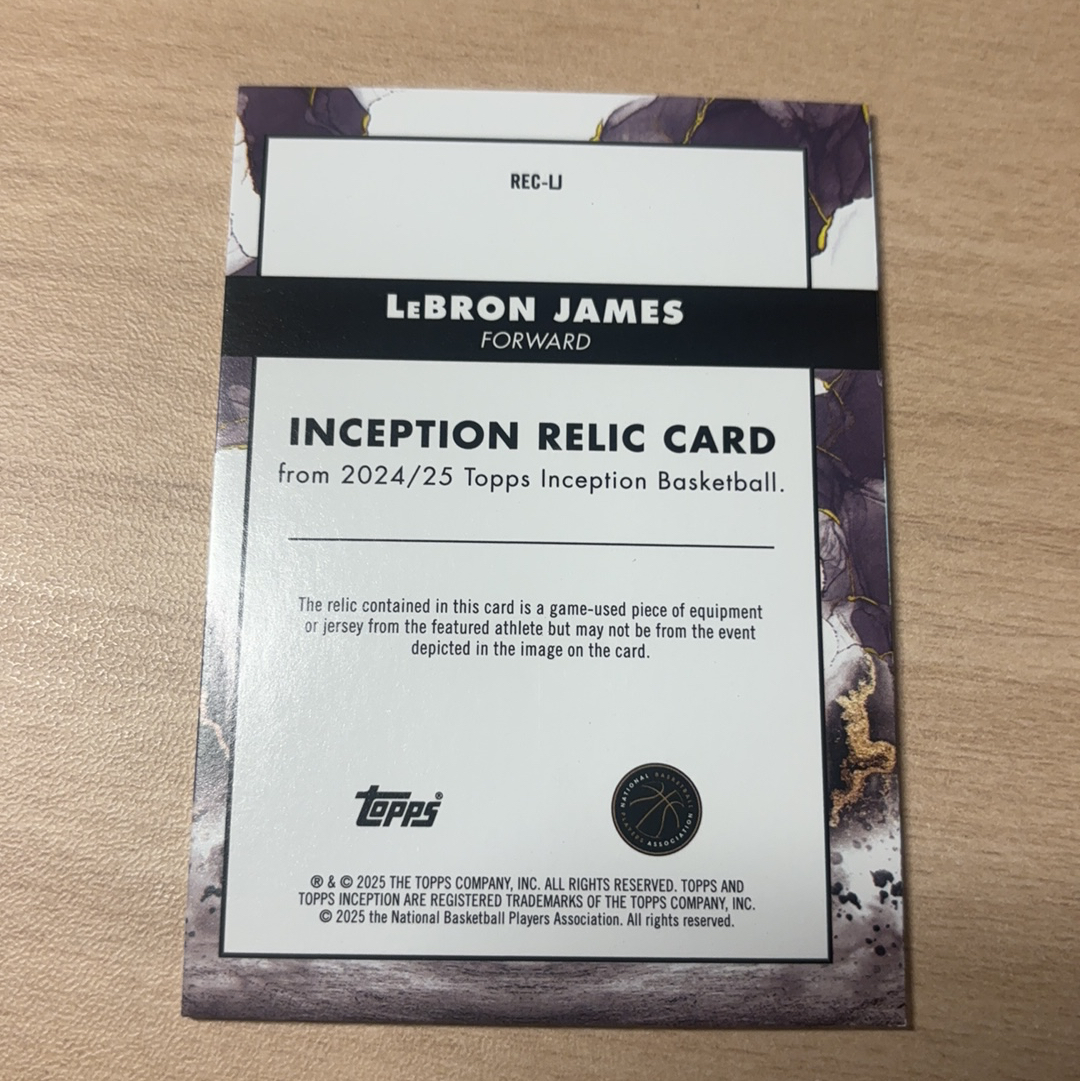 REC-LJ
LeBRON JAMES
FORWARD
INCEPTION RELIC CARD
from 2024/25 Topps Inception Basketball.
The relic contained in this card is a game-used piece of equipment
or jersey from the featured athlete but may not be from the event
depicted in the image on the card.
topps®
NATIONAL BASKETBALL
PLAYERS ASSOCIATION
® & © 2025 THE TOPPS COMPANY, INC. ALL RIGHTS RESERVED. TOPPS AND
TOPPS INCEPTION ARE REGISTERED TRADEMARKS OF THE TOPPS COMPANY, INC.
© 2025 the National Basketball Players Association. All rights reserved.